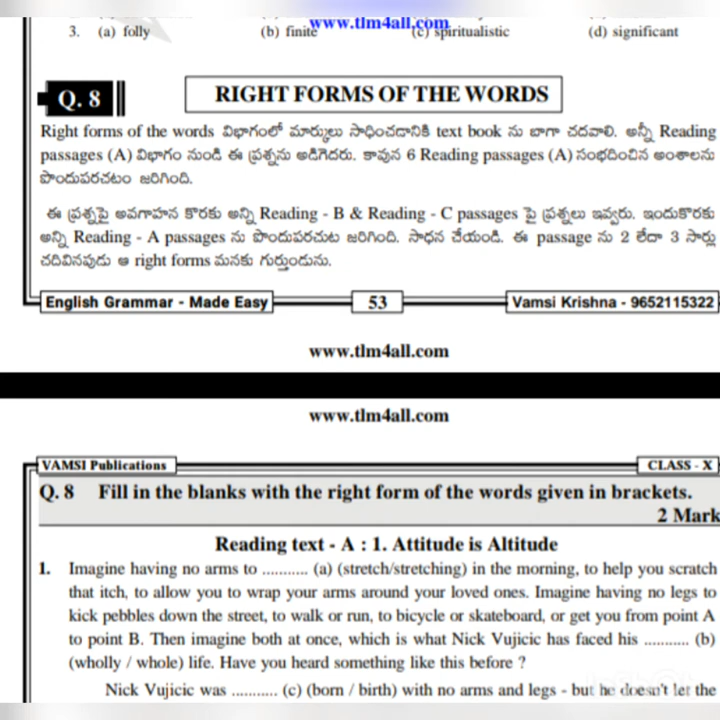 www.tlm4all.com
3. (a) folly (b) finite (c) spiritualistic (d) significant
Q. 8 RIGHT FORMS OF THE WORDS
Right forms of the words విభాగంలో మార్కులు సాధించడానికి text book ను బాగా చదవాలి. అన్నీ Reading
passages (A) విభాగం నుండి ఈ ప్రశ్నను అడిగెదరు. కావున 6 Reading passages (A) సంభదించిన అంశాలను
పొందుపరచటం జరిగింది.
ఈ ప్రశ్నపై అవగాహన కొరకు అన్ని Reading - B & Reading - C passages పై ప్రశ్నలు ఇవ్వరు. ఇందుకొరకు
అన్ని Reading - A passages ను పొందుపరచుట జరిగింది. సాధన చేయండి. ఈ passage ను 2 లేదా 3 సార్లు
చదివినపుడు ఆ right forms మనకు గుర్తుండును.
English Grammar - Made Easy 53 Vamsi Krishna - 9652115322
www.tlm4all.com
www.tlm4all.com
VAMSI Publications CLASS - X
Q. 8 Fill in the blanks with the right form of the words given in brackets.
2 Mark
Reading text - A : 1. Attitude is Altitude
1. Imagine having no arms to ........... (a) (stretch/stretching) in the morning, to help you scratch
that itch, to allow you to wrap your arms around your loved ones. Imagine having no legs to
kick pebbles down the street, to walk or run, to bicycle or skateboard, or get you from point A
to point B. Then imagine both at once, which is what Nick Vujicic has faced his ........... (b)
(wholly / whole) life. Have you heard something like this before ?
Nick Vujicic was ........... (c) (born / birth) with no arms and legs - but he doesn't let the